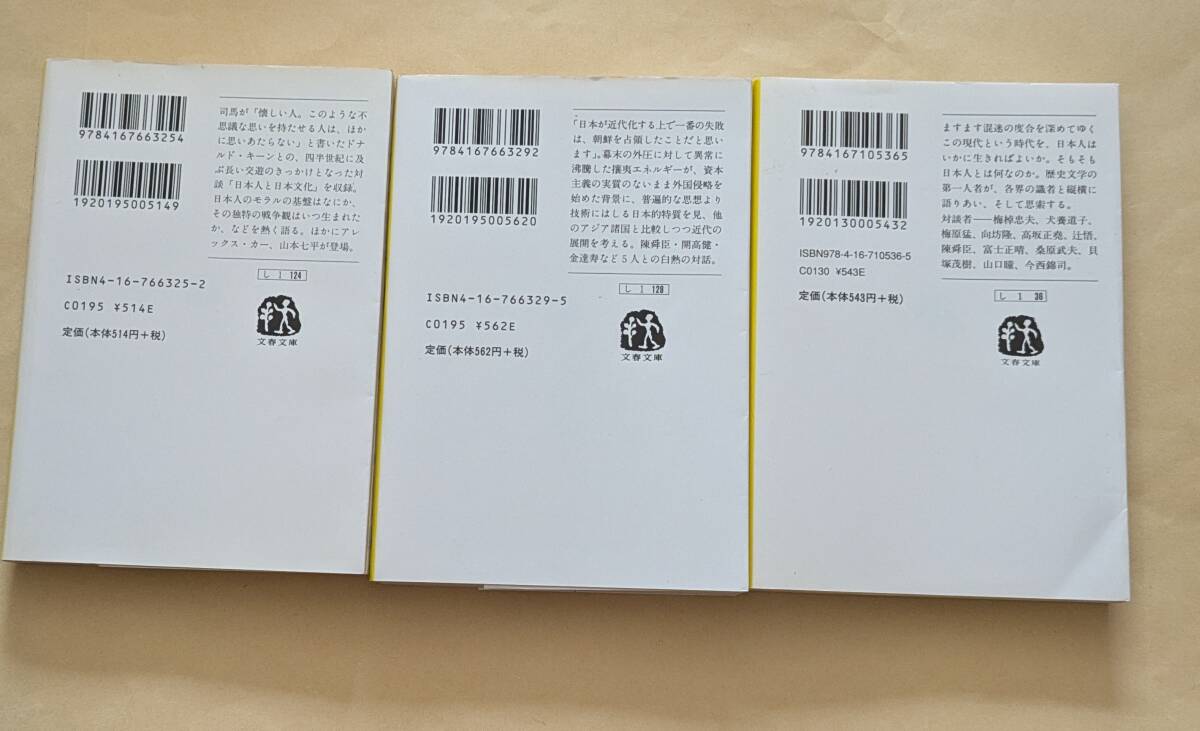 9784167663254
1920195005149
司馬が「懐しい人。このような不
思議な思いを持たせる人は、ほか
に思いあたらない」と書いたドナ
ルド・キーンとの、四半世紀に及
ぶ長い交遊のきっかけとなった対
談「日本人と日本文化」を収録。
日本人のモラルの基盤はなにか、
その独特の戦争観はいつ生まれた
か、などを熱く語る。ほかにアレ
ックス・カー、山本七平が登場。
ISBN4-16-766325-2
C0195 ¥514E
定価(本体514円+税)
し 1 124
文春文庫
9784167663292
1920195005620
「日本が近代化する上で一番の失敗
は、朝鮮を占領したことだと思い
ます」。幕末の外圧に対して異常に
沸騰した攘夷エネルギーが、資本
主義の実質のないまま外国侵略を
始めた背景に、普遍的な思想より
技術にはしる日本的特質を見、他
のアジア諸国と比較しつつ近代の
展開を考える。陳舜臣・開高健・
金達寿など5人との白熱の対話。
ISBN4-16-766329-5
C0195 ¥562E
定価(本体562円+税)
し 1 128
文春文庫
9784167105365
1920130005432
ますます混迷の度合を深めてゆく
この現代という時代を、日本人は
いかに生きればよいか。そもそも
日本人とは何なのか。歴史文学の
第一人者が、各界の識者と縦横に
語りあい、そして思索する。
対談者——梅棹忠夫、犬養道子、
梅原猛、向坊隆、高坂正堯、辻悟、
陳舜臣、富士正晴、桑原武夫、貝
塚茂樹、山口瞳、今西錦司。
ISBN978-4-16-710536-5
C0130 ¥543E
定価(本体543円+税)
し 1 36
文春文庫